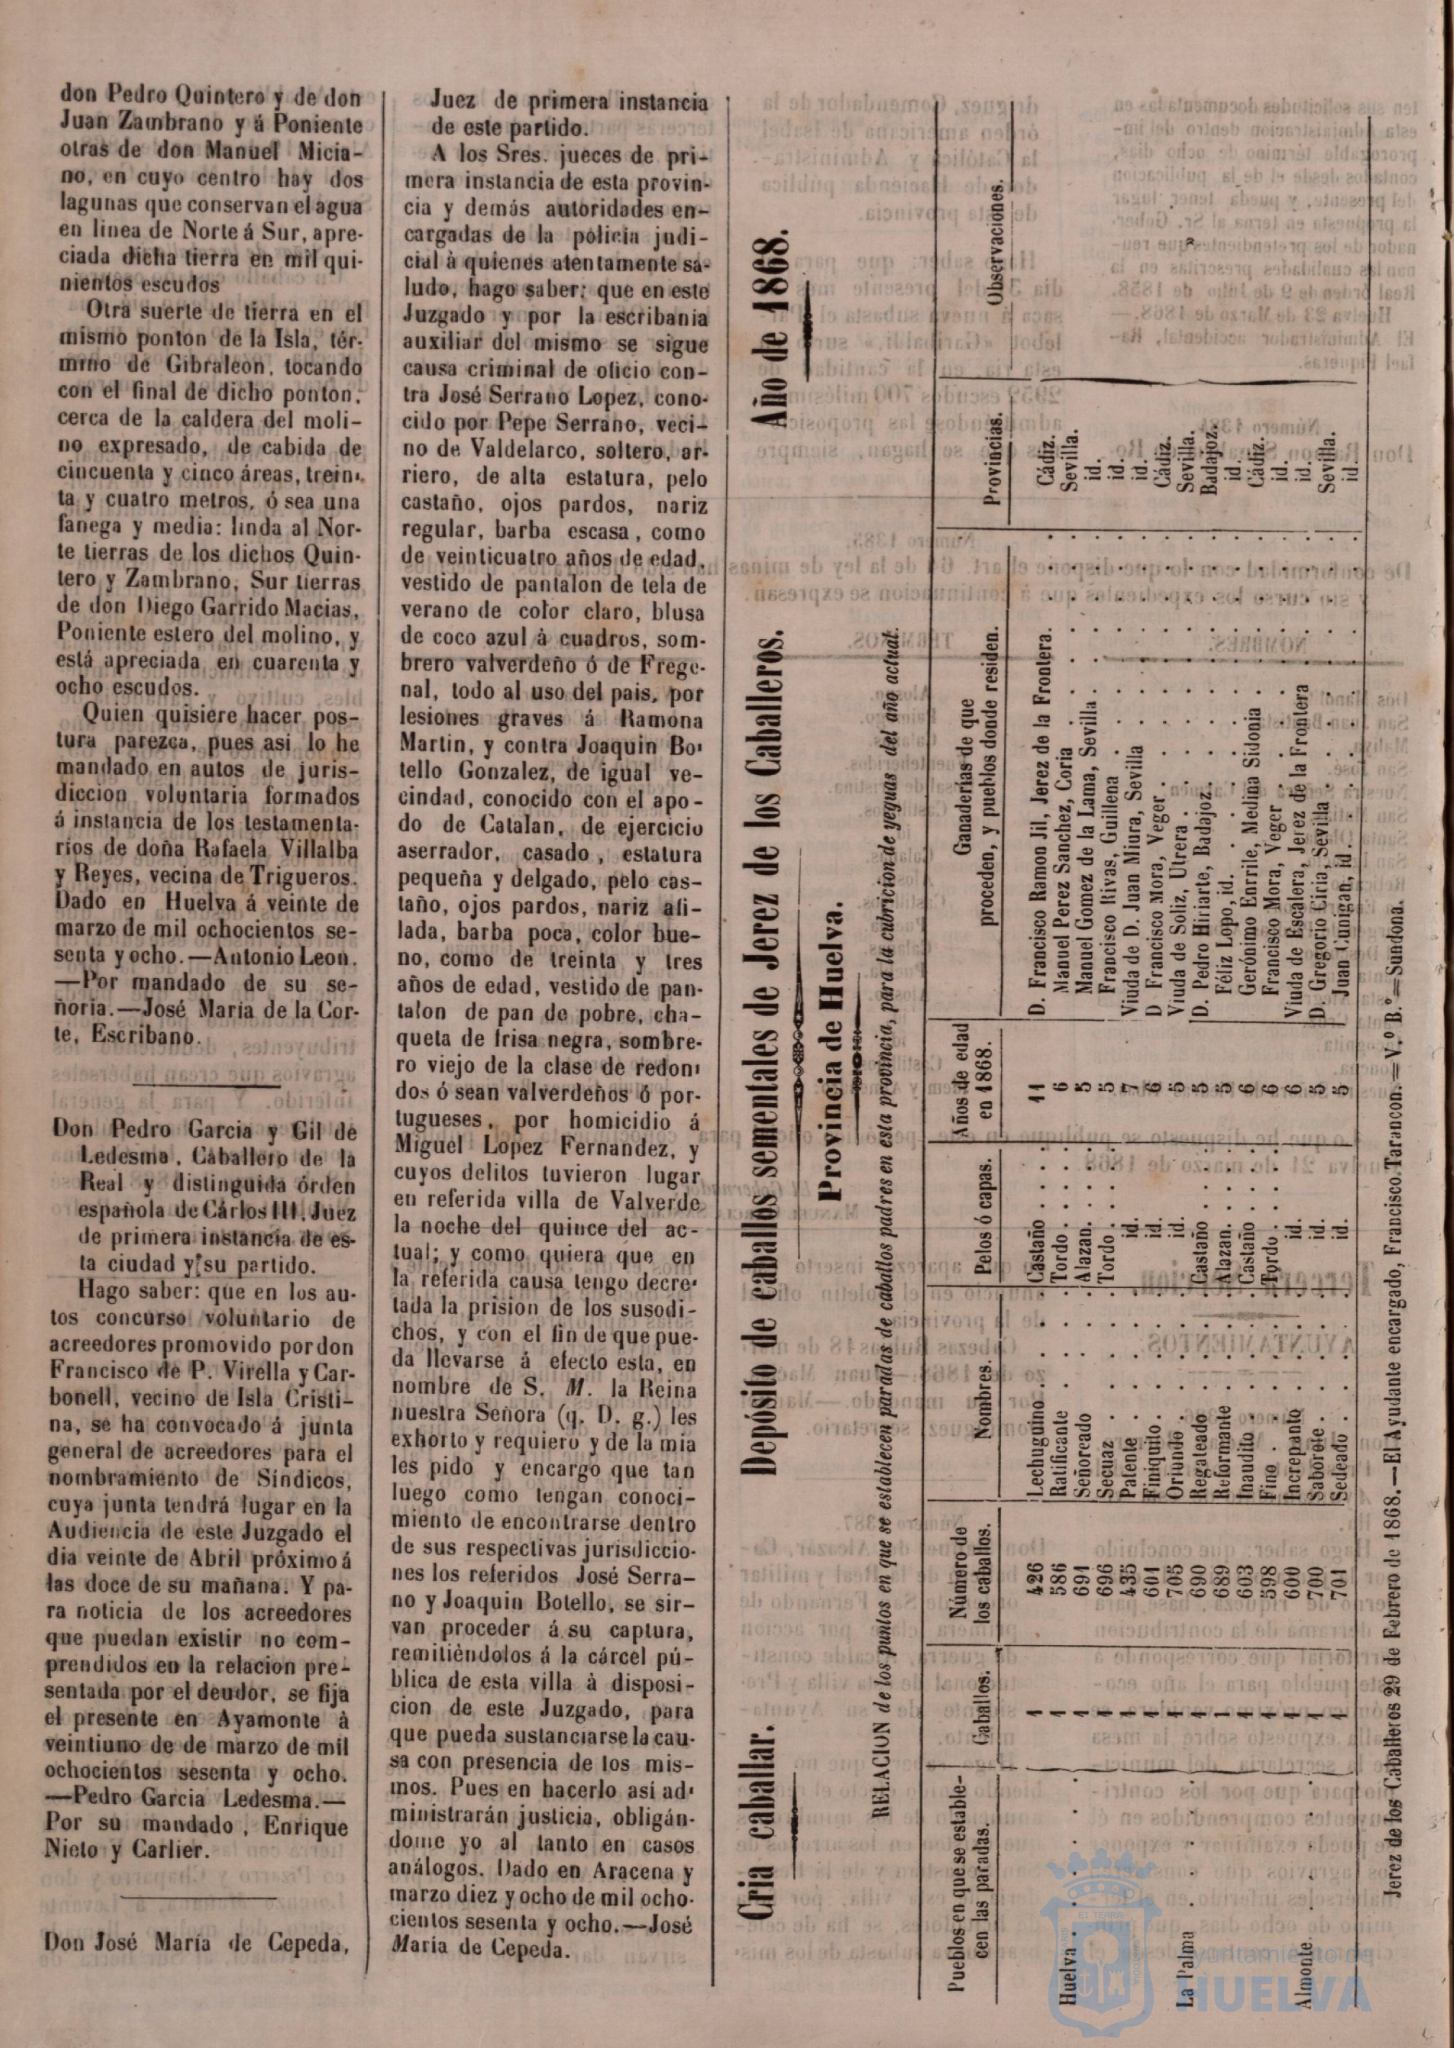 don Pedro Quintero y de don
Juan Zambrano y á Poniente
otras de don Manuel Micia-
no, en cuyo centro hay dos
lagunas que conservan el agua
en linea de Norte á Sur, apre-
ciada dicha tierra en mil qui-
nientos escudos
Otra suerte de tierra en el
mismo ponton de la Isla, tér-
mino de Gibraleon, tocando
con el final de dicho ponton,
cerca de la caldera del moli-
no expresado, de cabida de
cincuenta y cinco áreas, trein-
ta y cuatro metros, ó sea una
fanega y media: linda al Nor-
te tierras de los dichos Quin-
tero y Zambrano, Sur tierras
de don Diego Garrido Macias,
Poniente estero del molino, y
está apreciada en cuarenta y
ocho escudos.
Quien quisiere hacer pos-
tura parezca, pues asi lo he
mandado en autos de juris-
diccion voluntaria formados
á instancia de los testamenta-
rios de doña Rafaela Villalba
y Reyes, vecina de Trigueros.
Dado en Huelva á veinte de
marzo de mil ochocientos se-
senta y ocho.—Antonio Leon.
—Por mandado de su se-
ñoria.—José María de la Cor-
te, Escribano.
Don Pedro Garcia y Gil de
Ledesma, Caballero de la
Real y distinguida órden
española de Cárlos III, Juez
de primera instancia de es-
ta ciudad y su partido.
Hago saber: que en los au-
tos concurso voluntario de
acreedores promovido por don
Francisco de P. Virella y Car-
bonell, vecino de Isla Cristi-
na, se ha convocado á junta
general de acreedores para el
nombramiento de Síndicos,
cuya junta tendrá lugar en la
Audiencia de este Juzgado el
dia veinte de Abril próximo á
las doce de su mañana. Y pa-
ra noticia de los acreedores
que puedan existir no com-
prendidos en la relacion pre-
sentada por el deudor, se fija
el presente en Ayamonte à
veintiuno de de marzo de mil
ochocientos sesenta y ocho.
—Pedro Garcia Ledesma.—
Por su mandado, Enrique
Nieto y Carlier.
Don José María de Cepeda,
Juez de primera instancia
de este partido.
A los Sres. jueces de pri-
mera instancia de esta provin-
cia y demás autoridades en-
cargadas de la policía judi-
cial à quienes atentamente sa-
ludo, hago saber: que en este
Juzgado y por la escribania
auxiliar del mismo se sigue
causa criminal de oficio con-
tra José Serrano Lopez, cono-
cido por Pepe Serrano, veci-
no de Valdelarco, soltero, ar-
riero, de alta estatura, pelo
castaño, ojos pardos, nariz
regular, barba escasa, como
de veinticuatro años de edad,
vestido de pantalon de tela de
verano de color claro, blusa
de coco azul à cuadros, som-
brero valverdeño ó de Frege-
nal, todo al uso del pais, por
lesiones graves á Ramona
Martin, y contra Joaquin Bo-
tello Gonzalez, de igual ve-
cindad, conocido con el apo-
do de Catalan, de ejercicio
aserrador, casado, estatura
pequeña y delgado, pelo cas-
taño, ojos pardos, nariz afi-
lada, barba poca, color bue-
no, como de treinta y tres
años de edad, vestido de pan-
talon de pan de pobre, cha-
queta de frisa negra, sombre-
ro viejo de la clase de redon-
dos ó sean valverdeños ó por-
tugueses, por homicidio á
Miguel Lopez Fernandez, y
cuyos delitos tuvieron lugar
en referida villa de Valverde
la noche del quince del ac-
tual; y como quiera que en
la referida causa tengo decre-
tada la prision de los susodi-
chos, y con el fin de que pue-
da llevarse á efecto esta, en
nombre de S. M. la Reina
nuestra Señora (q. D. g.) les
exhorto y requiero y de la mia
les pido y encargo que tan
luego como tengan conoci-
miento de encontrarse dentro
de sus respectivas jurisdiccio-
nes los referidos José Serra-
no y Joaquin Botello, se sir-
van proceder á su captura,
remitiéndolos á la cárcel pú-
blica de esta villa à disposi-
cion de este Juzgado, para
que pueda sustanciarse la cau-
sa con presencia de los mis-
mos. Pues en hacerlo así ad-
ministrarán justicia, obligán-
dome yo al tanto en casos
análogos. Dado en Aracena y
marzo diez y ocho de mil ocho-
cientos sesenta y ocho.—José
Maria de Cepeda.
Cria caballar. Depósito de caballos sementales de Jerez de los Caballeros. Año de 1868.
Provincia de Huelva.
RELACION de los puntos en que se establecen paradas de caballos padres en esta provincia, para la cubricion de yeguas del año actual.
Pueblos en que se estable-
cen las paradas. Caballos. Número de
los caballos. Nombres. Pelos ó capas. Años de edad
en 1868. Ganaderías de que
proceden, y pueblos donde residen. Provincias. Observaciones.
1 426 Lechuguino Castaño 11 D. Francisco Ramon Jil, Jerez de la Frontera. Cádiz.
Huelva 1 586 Ratificante Tordo 6 Manuel Perez Sanchez, Coria Sevilla.
1 691 Señoreado Alazan. 5 Manuel Gomez de la Lama, Sevilla id.
1 696 Secuaz Tordo 5 Francisco Rivas, Guillena id.
1 435 Patente id. 7 Viuda de D. Juan Miura, Sevilla id.
1 601 Finiquito. id. 6 D Francisco Mora, Veger Cádiz.
La Palma 1 705 Oriundo id. 5 Viuda de Soliz, Utrera Sevilla.
1 690 Regateado Castaño 5 D. Pedro Hiriarte, Badajoz. Badajoz.
1 689 Reformante Alazan. 5 Féliz Lopo, id. id.
1 603 Inaudito Castaño 6 Gerónimo Enrrile, Medina Sidonia Cádiz.
1 598 Fino Tordo 6 Francisco Mora, Veger id.
Almonte 1 600 Increpanto id. 6 Viuda de Escalera, Jerez de la Frontera id.
1 700 Saborete id. 5 D. Gregorio Ciria, Sevilla Sevilla.
1 701 Sedeado id. 5 Juan Cunigan, id. id.
Jerez de los Caballeros 29 de Febrero de 1868.—El Ayudante encargado, Francisco Tarancon.=V.º B.º=Sundona.
Ayuntamiento de
HUELVA